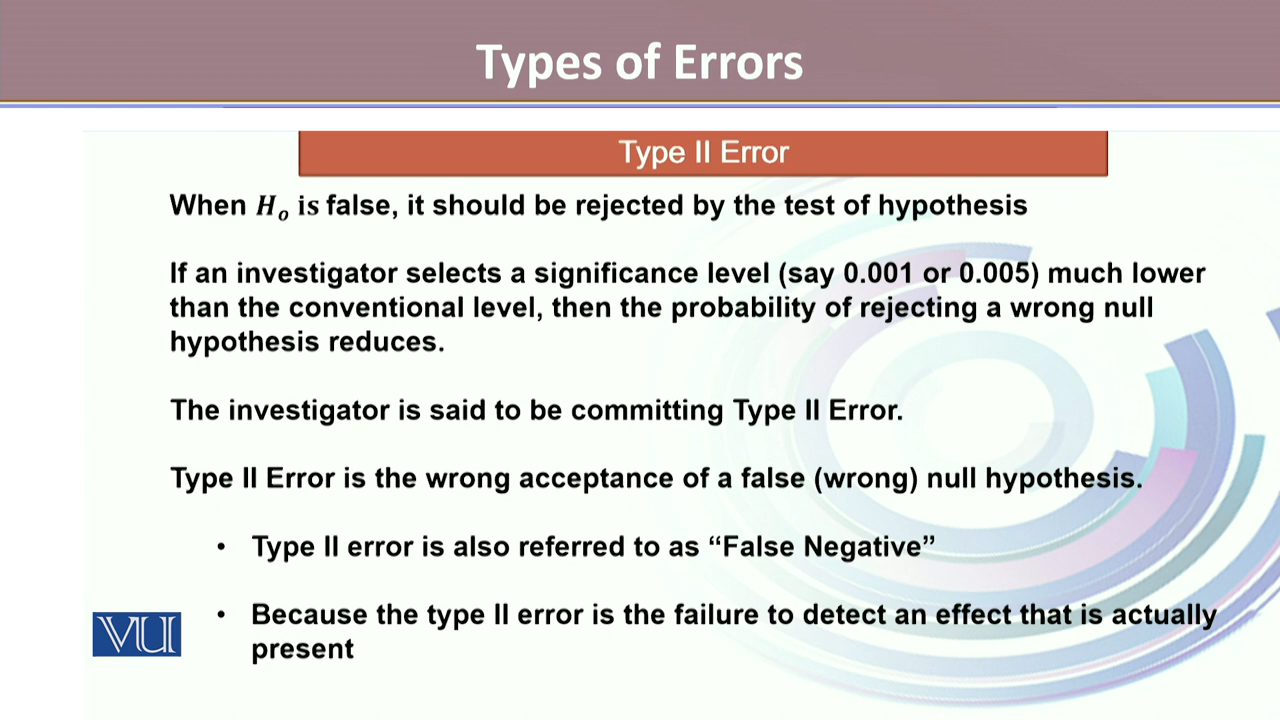 Types of Errors
Type II Error
When Hₒ is false, it should be rejected by the test of hypothesis
If an investigator selects a significance level (say 0.001 or 0.005) much lower
than the conventional level, then the probability of rejecting a wrong null
hypothesis reduces.
The investigator is said to be committing Type II Error.
Type II Error is the wrong acceptance of a false (wrong) null hypothesis.
• Type II error is also referred to as “False Negative”
• Because the type II error is the failure to detect an effect that is actually
present
VU